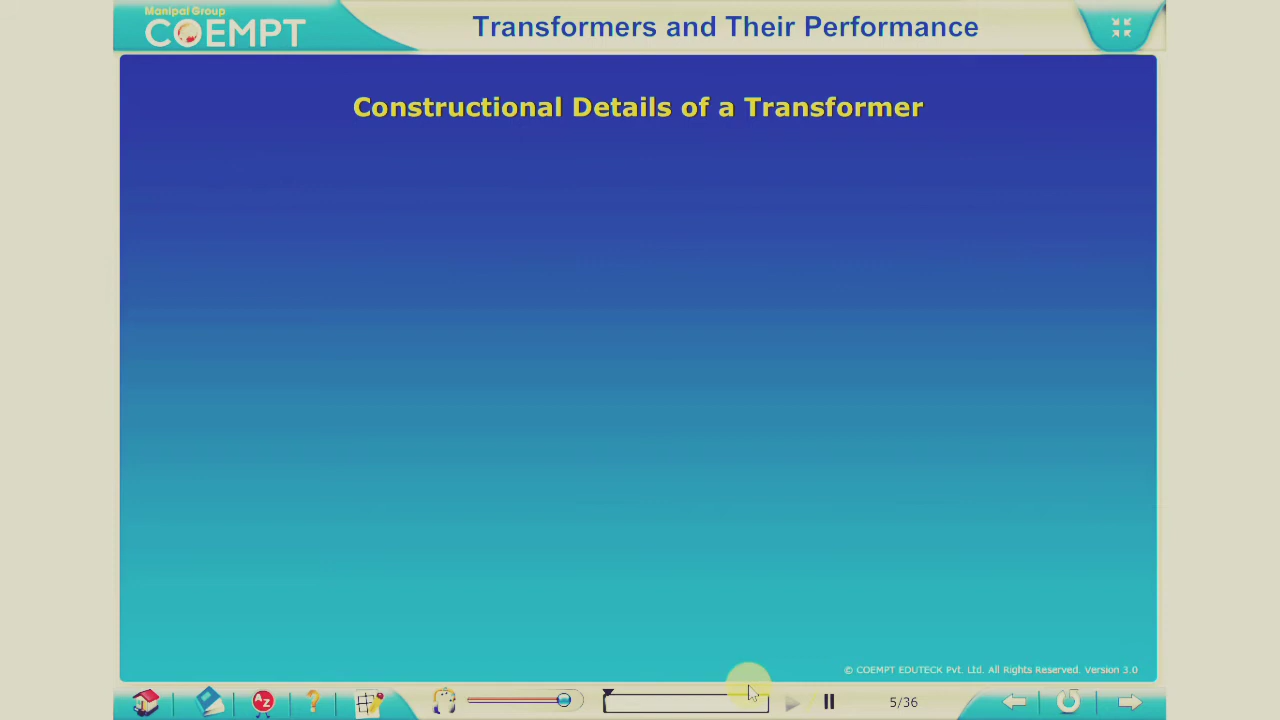 Manipal Group
COEMPT
Transformers and Their Performance
Constructional Details of a Transformer
© COEMPT EDUTECK Pvt. Ltd. All Rights Reserved. Version 3.0
AZ
?
5/36